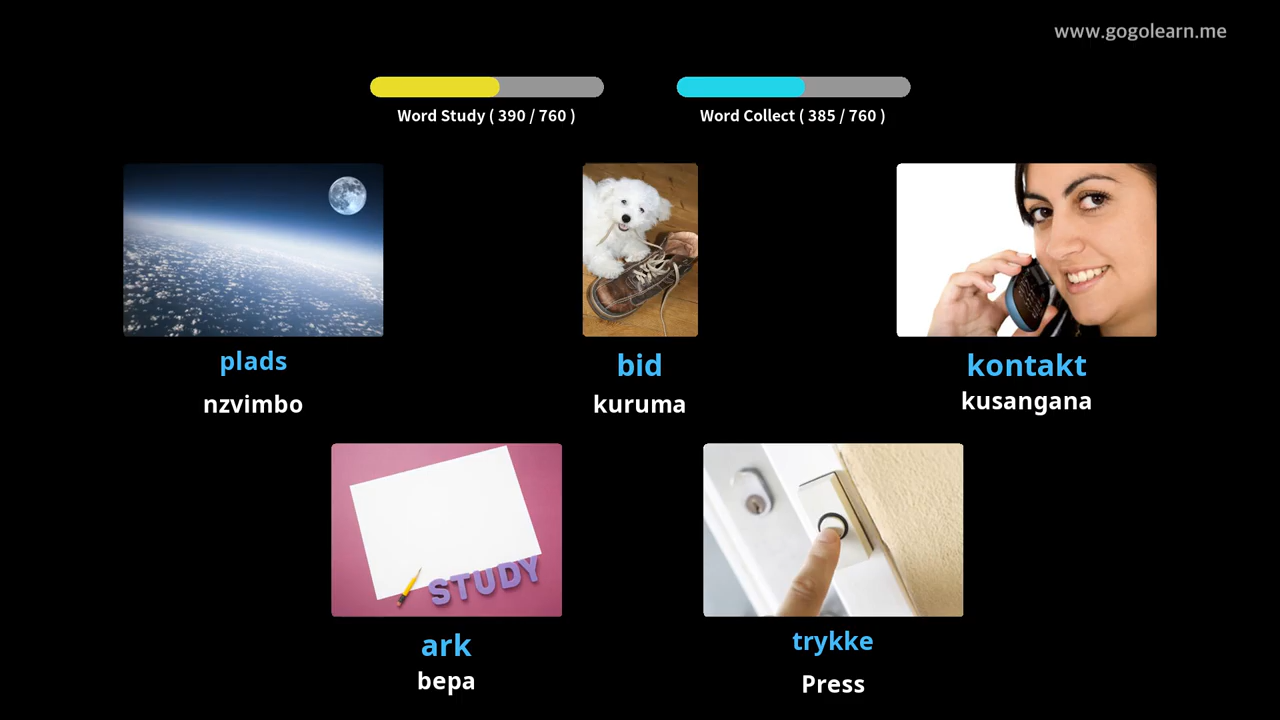 www.gogolearn.me
Word Study ( 390 / 760 )
Word Collect ( 385 / 760 )
plads
nzvimbo
bid
kuruma
kontakt
kusangana
STUDY
ark
bepa
trykke
Press